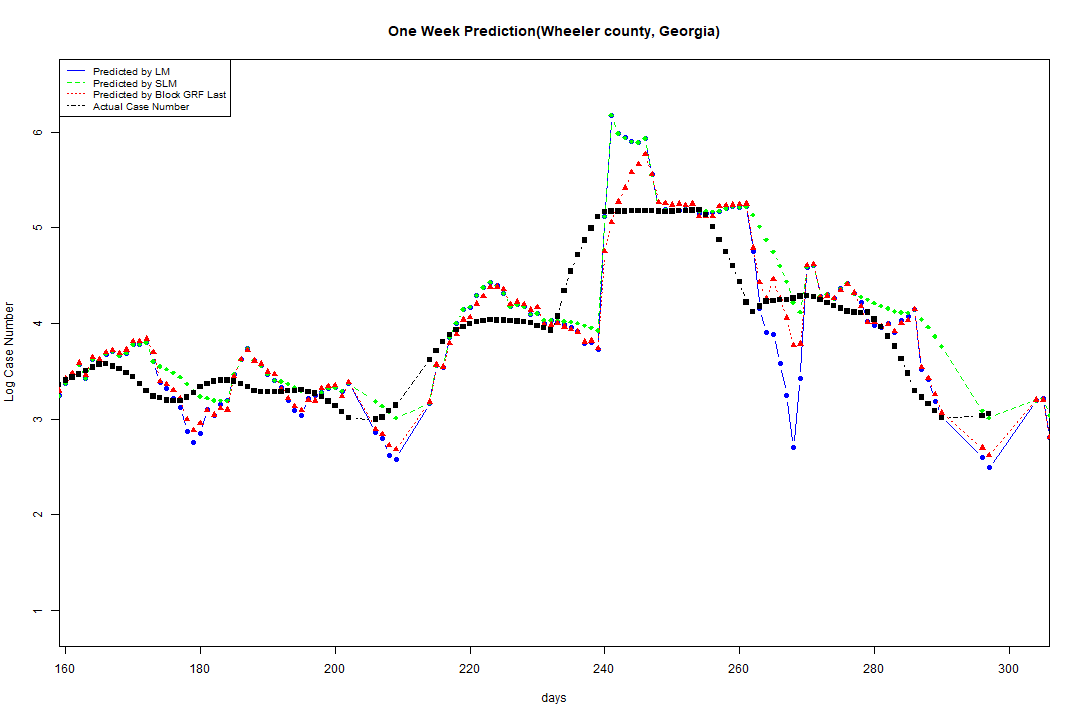 One Week Prediction(Wheeler county, Georgia)
Predicted by LM
Predicted by SLM
Predicted by Block GRF Last
Actual Case Number
6
5
4
3
2
1
Log Case Number
160 180 200 220 240 260 280 300
days